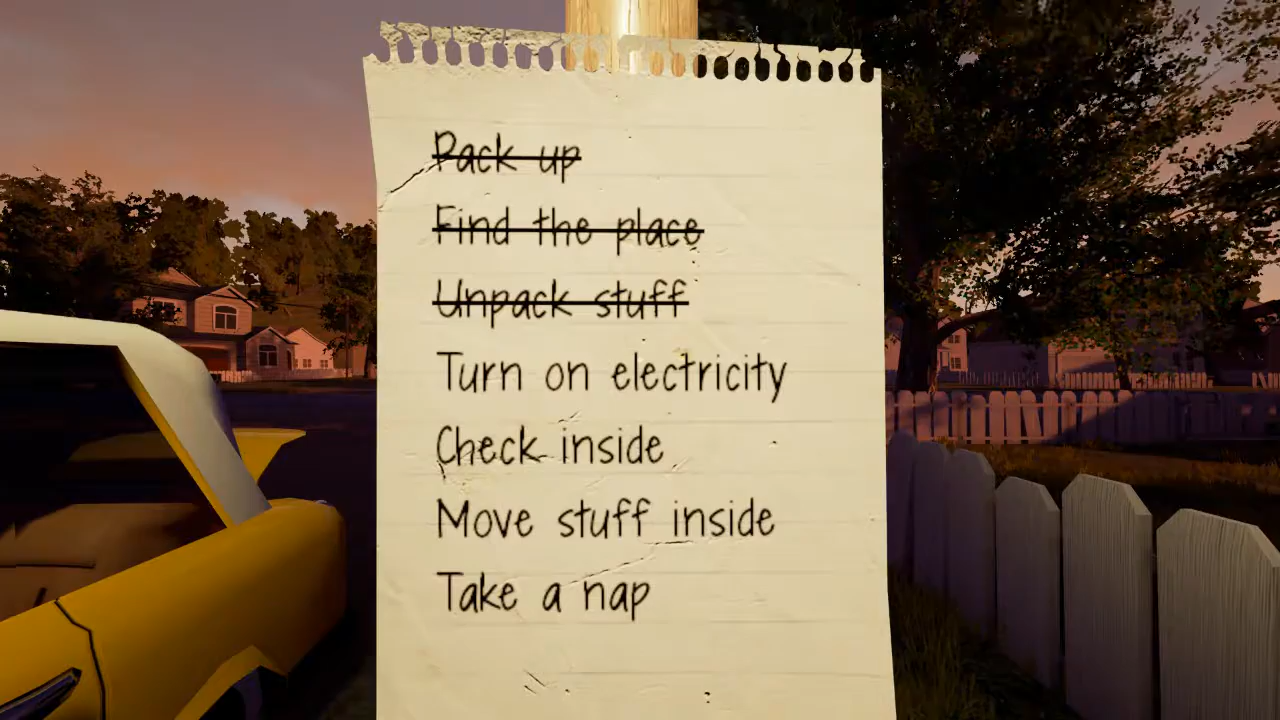 Pack up
Find the place
Unpack stuff
Turn on electricity
Check inside
Move stuff inside
Take a nap